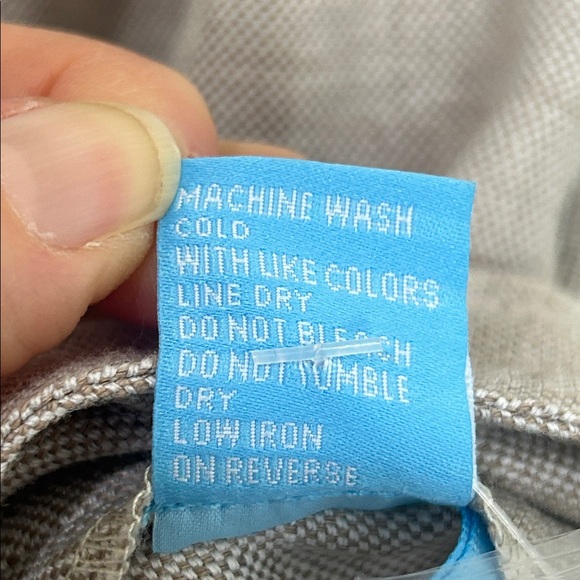 MACHINE WASH
COLD
WITH LIKE COLORS
LINE DRY
DO NOT BLEACH
DO NOT TUMBLE
DRY
LOW IRON
ON REVERSE